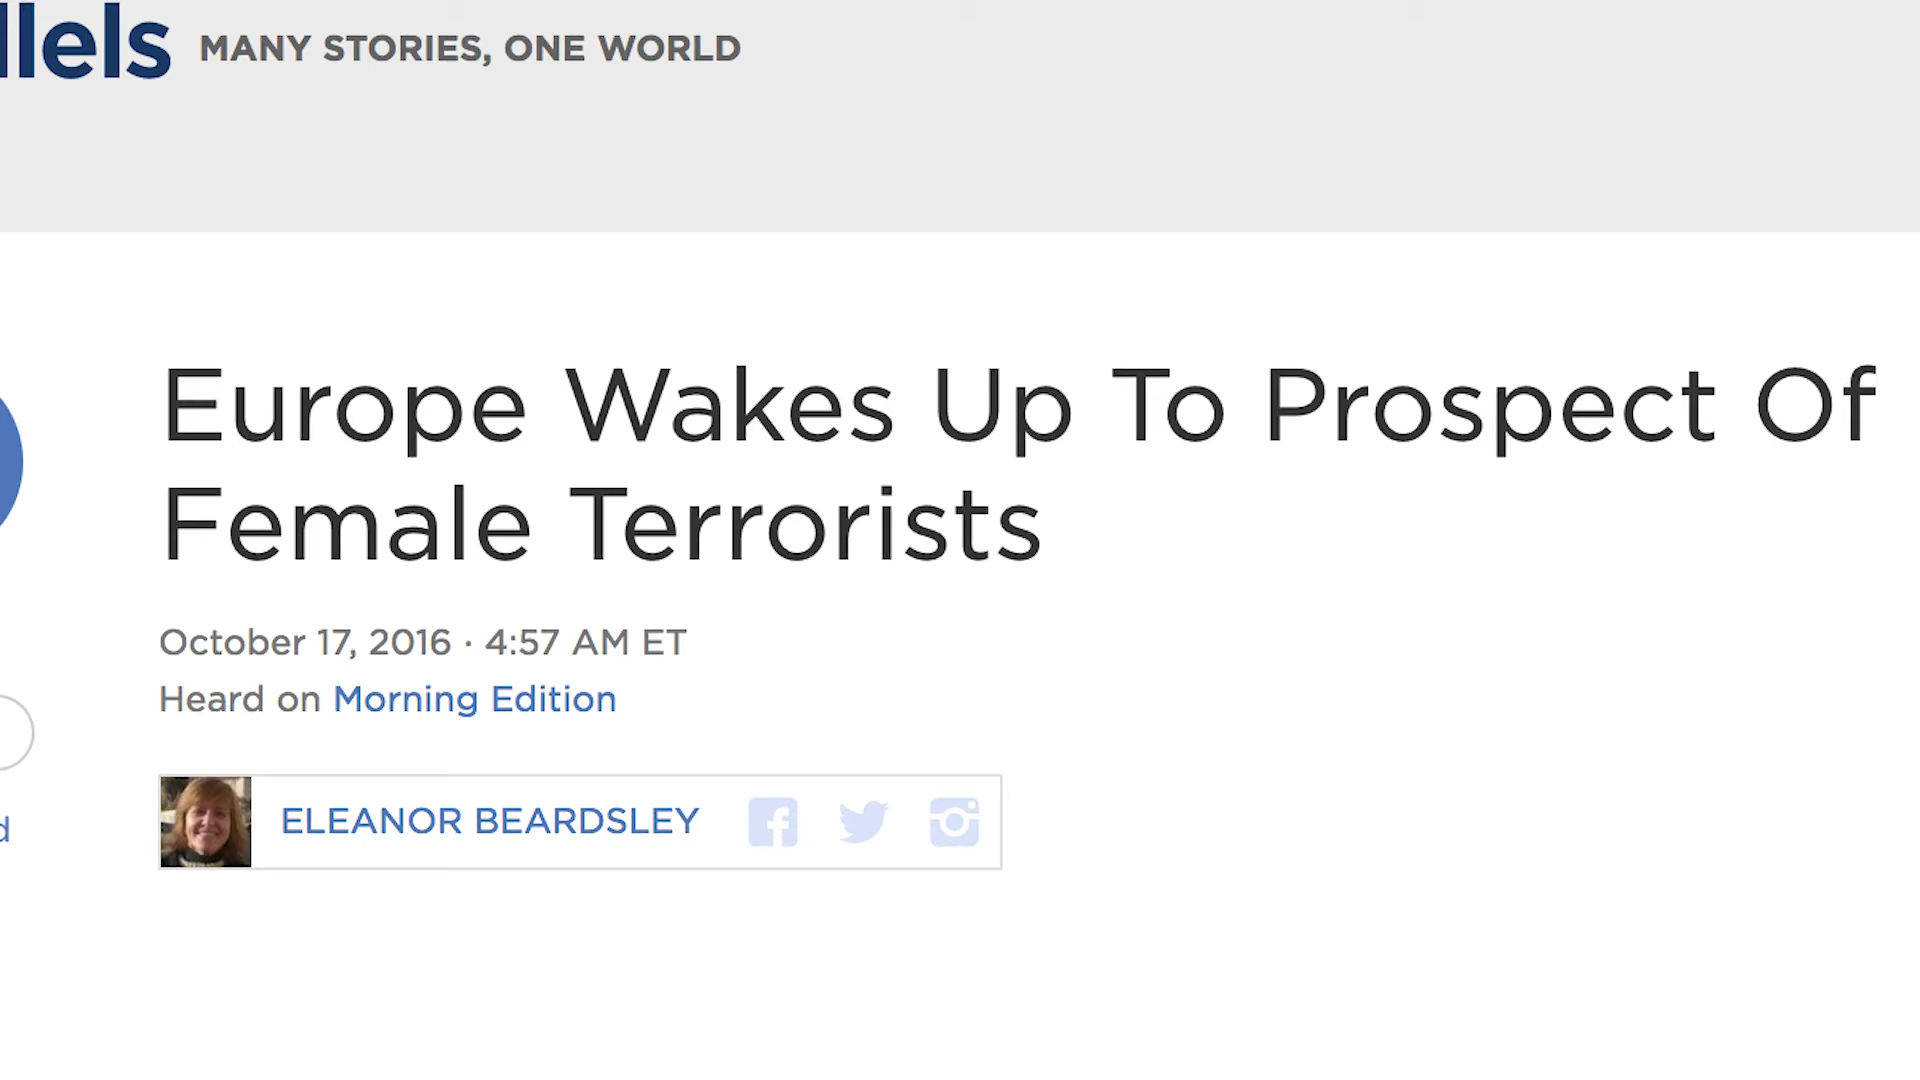 llels MANY STORIES, ONE WORLD
Europe Wakes Up To Prospect Of
Female Terrorists
October 17, 2016 · 4:57 AM ET
Heard on Morning Edition
ELEANOR BEARDSLEY
d